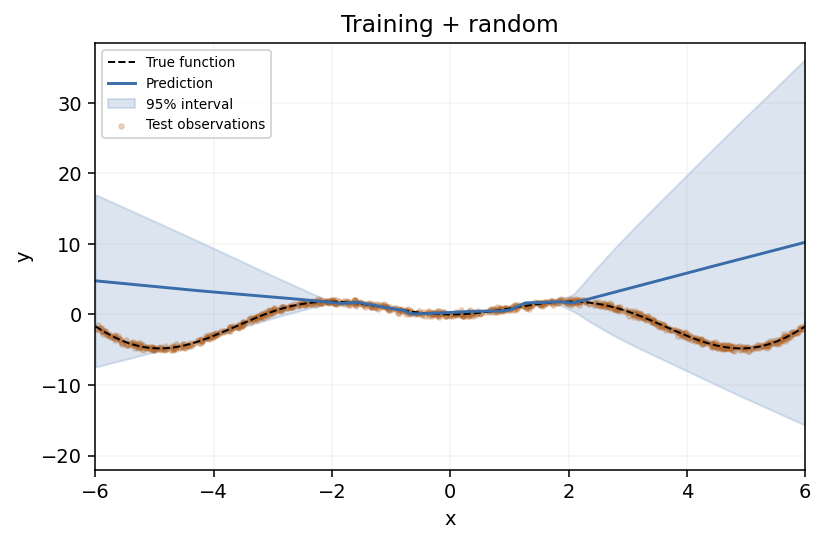 Training + random
True function
Prediction
95% interval
Test observations
30
20
10
0
−10
−20
y
−6
−4
−2
0
2
4
6
x